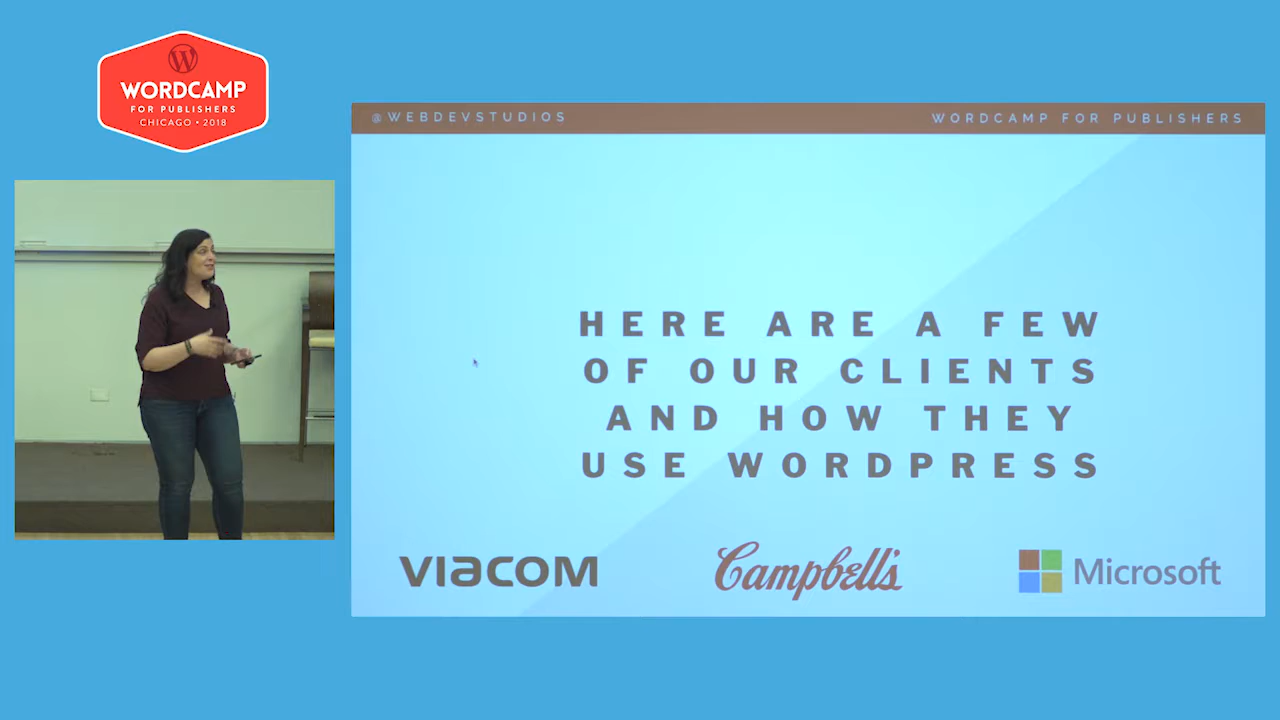 WORDCAMP
FOR PUBLISHERS
CHICAGO • 2018
@WEBDEVSTUDIOS
WORDCAMP FOR PUBLISHERS
HERE ARE A FEW
OF OUR CLIENTS
AND HOW THEY
USE WORDPRESS
VIACOM
Campbell's
Microsoft